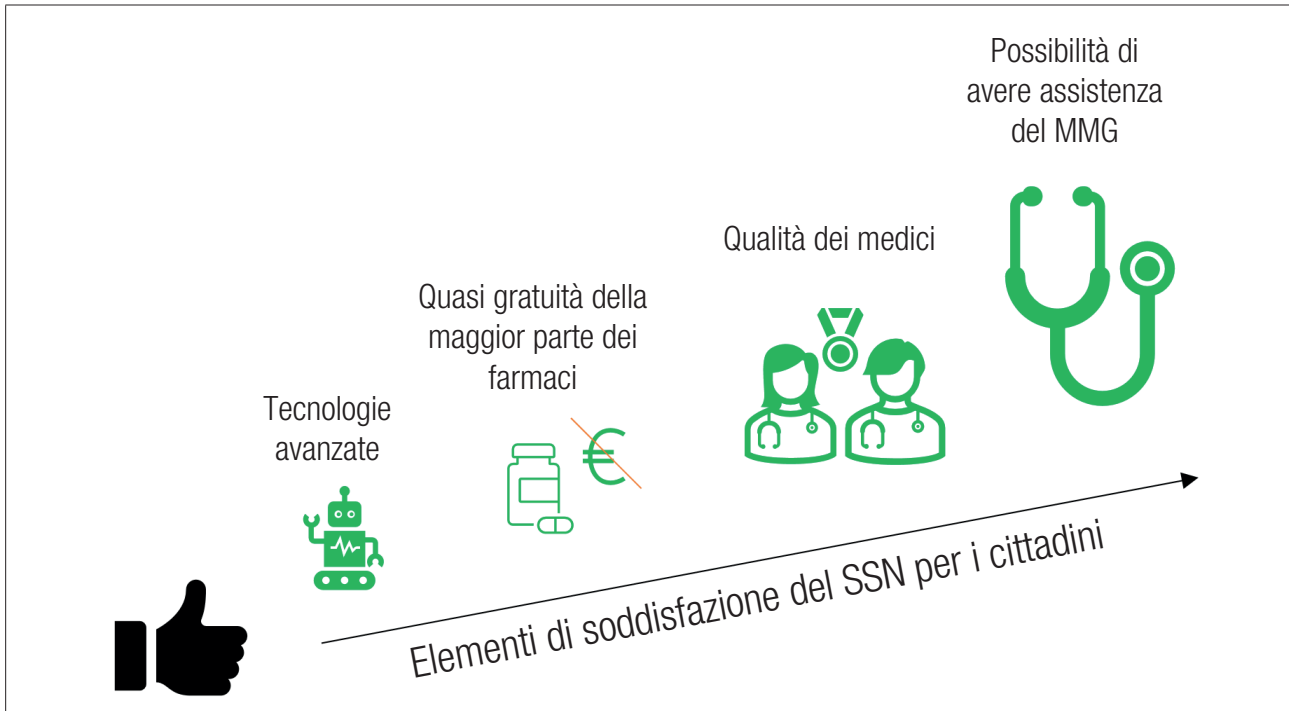 Possibilità di
avere assistenza
del MMG
Qualità dei medici
Quasi gratuità della
maggior parte dei
farmaci
Tecnologie
avanzate
€
Elementi di soddisfazione del SSN per i cittadini